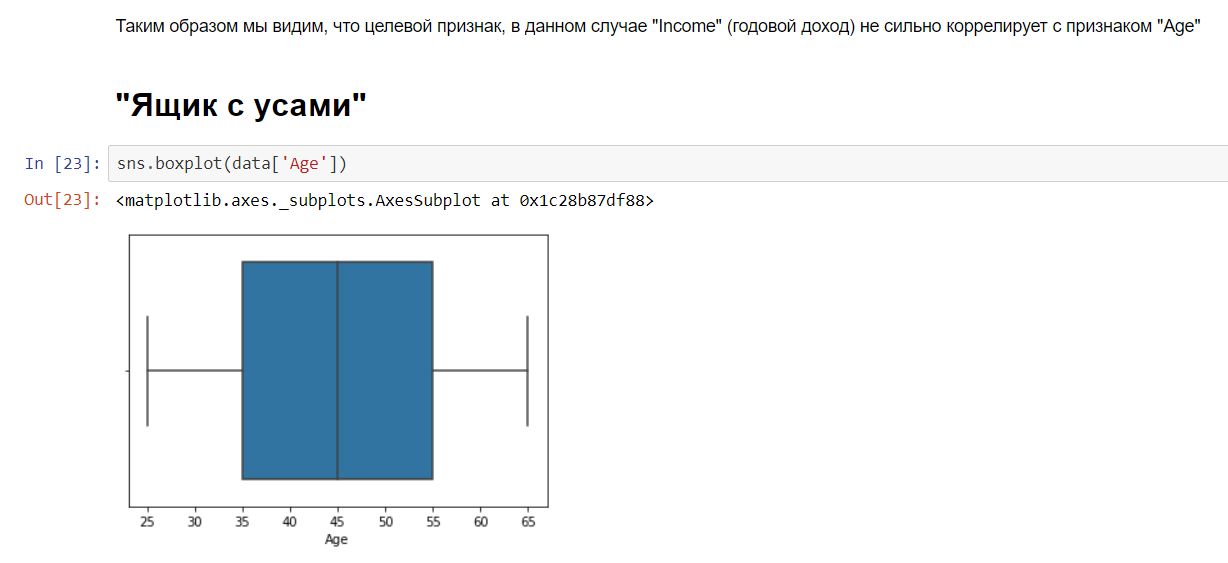 Таким образом мы видим, что целевой признак, в данном случае "Income" (годовой доход) не сильно коррелирует с признаком "Age"
"Ящик с усами"
In [23]: sns.boxplot(data['Age'])
Out[23]: <matplotlib.axes._subplots.AxesSubplot at 0x1c28b87df88>
25 30 35 40 45 50 55 60 65
Age